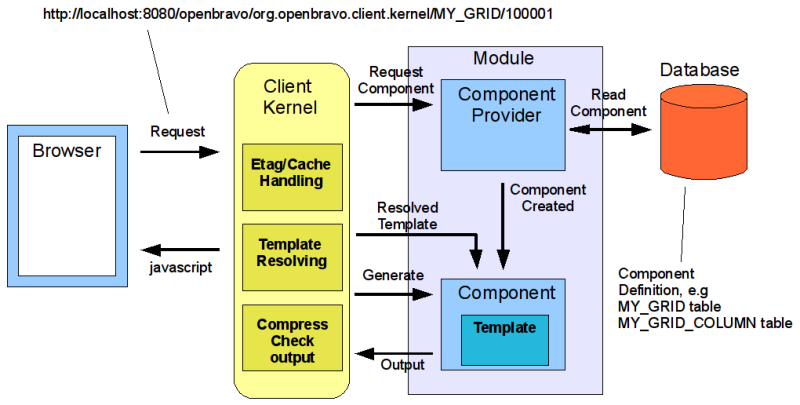 http://localhost:8080/openbravo/org.openbravo.client.kernel/MY_GRID/100001
Browser
Request
javascript
Client
Kernel
Etag/Cache
Handling
Template
Resolving
Compress
Check
output
Request
Component
Resolved
Template
Generate
Output
Module
Component
Provider
Component
Created
Component
Template
Read
Component
Database
Component
Definition, e.g
MY_GRID table
MY_GRID_COLUMN table